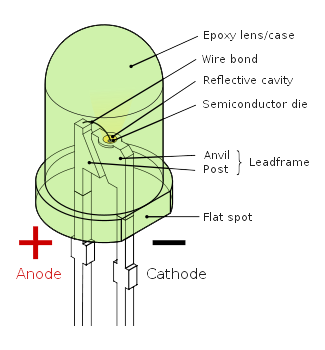 Epoxy lens/case
Wire bond
Reflective cavity
Semiconductor die
Anvil
Post
Leadframe
Flat spot
+ −
Anode Cathode